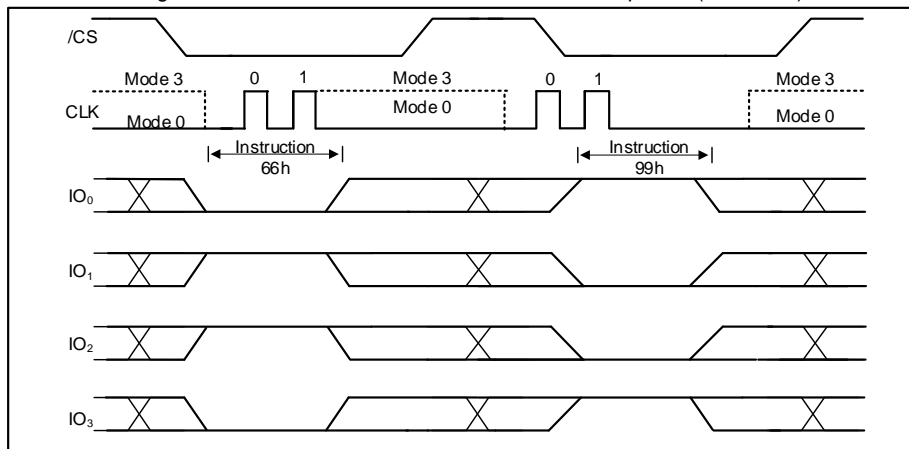 /CS
Mode 3 0 1 Mode 3 0 1 Mode 3
CLK
Mode 0 Mode 0 Mode 0
Instruction Instruction
66h 99h
IO₀
IO₁
IO₂
IO₃